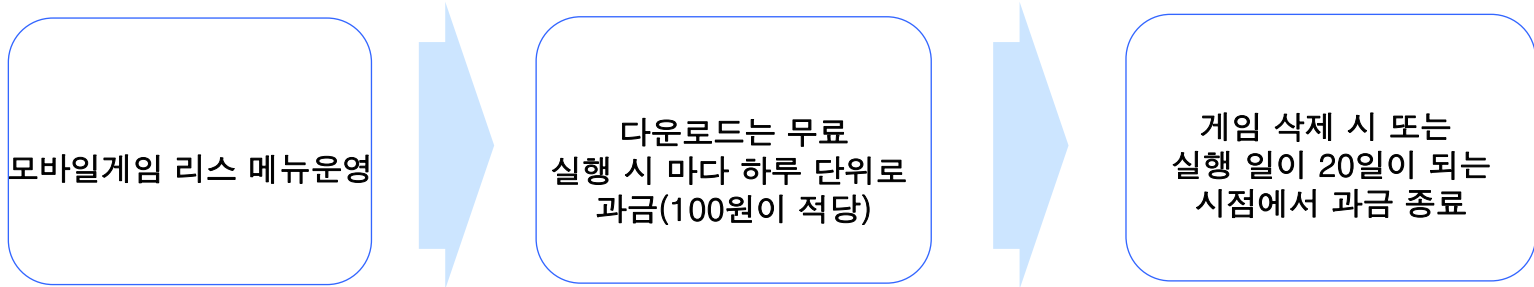 모바일게임 리스 메뉴운영
다운로드는 무료
실행 시 마다 하루 단위로
과금(100원이 적당)
게임 삭제 시 또는
실행 일이 20일이 되는
시점에서 과금 종료